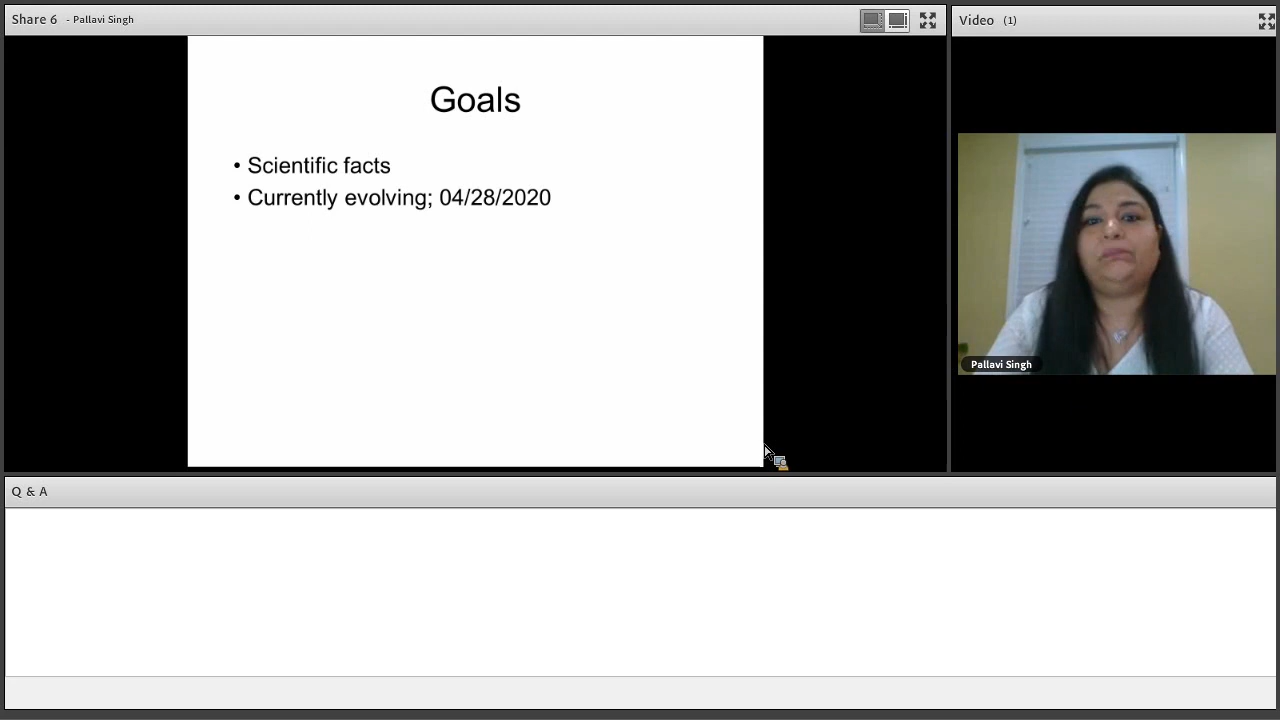 Share 6 - Pallavi Singh
Video (1)
Goals
• Scientific facts
• Currently evolving; 04/28/2020
Pallavi Singh
Q & A